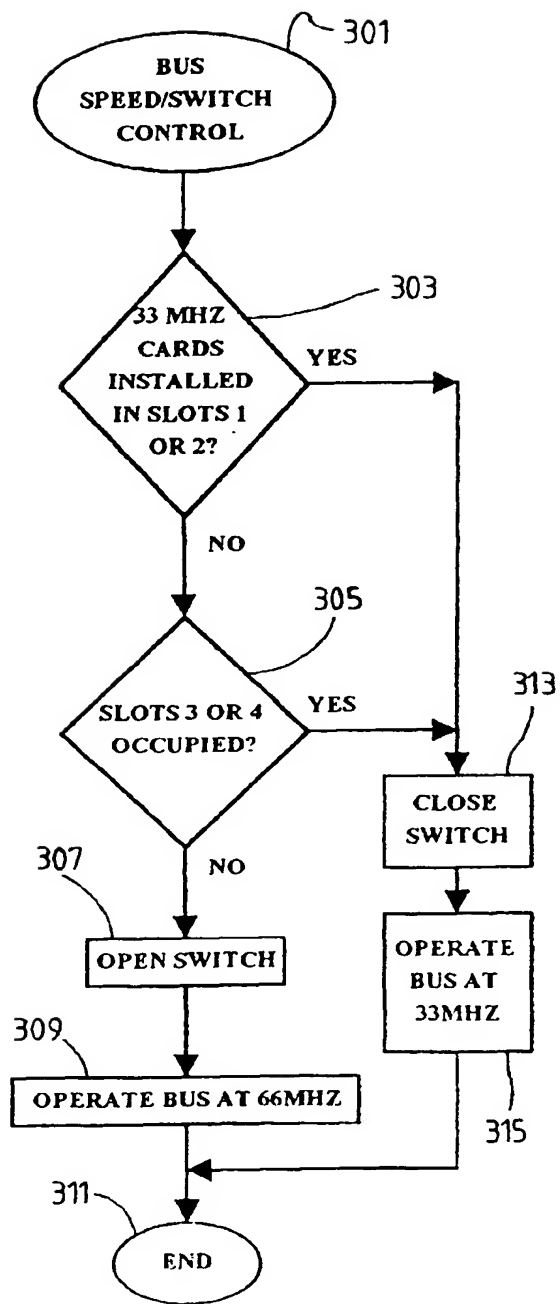 301
BUS
SPEED/SWITCH
CONTROL
303
33 MHZ
CARDS
INSTALLED
IN SLOTS 1
OR 2?
YES
NO
305
SLOTS 3 OR 4
OCCUPIED?
YES
313
CLOSE
SWITCH
NO
307
OPEN SWITCH
OPERATE
BUS AT
33MHZ
309
OPERATE BUS AT 66MHZ
315
311
END